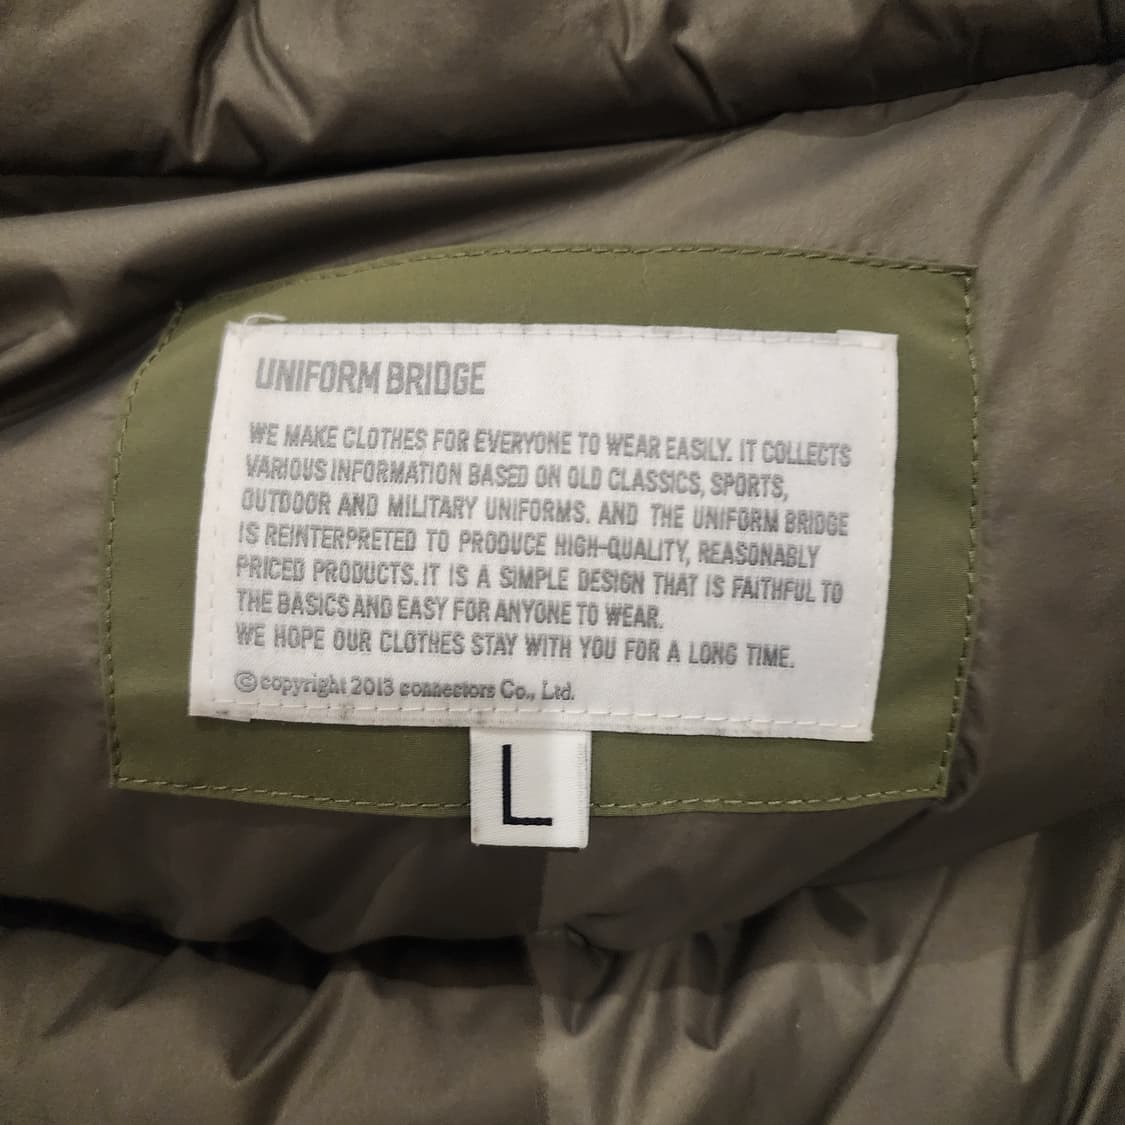 UNIFORM BRIDGE
WE MAKE CLOTHES FOR EVERYONE TO WEAR EASILY. IT COLLECTS
VARIOUS INFORMATION BASED ON OLD CLASSICS, SPORTS,
OUTDOOR AND MILITARY UNIFORMS. AND THE UNIFORM BRIDGE
IS REINTERPRETED TO PRODUCE HIGH-QUALITY, REASONABLY
PRICED PRODUCTS. IT IS A SIMPLE DESIGN THAT IS FAITHFUL TO
THE BASICS AND EASY FOR ANYONE TO WEAR.
WE HOPE OUR CLOTHES STAY WITH YOU FOR A LONG TIME.
©copyright 2013 connectors Co., Ltd.
L